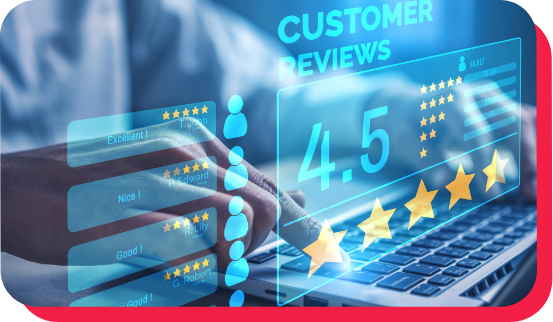 CUSTOMER
REVIEWS
4.5
Excellent !
Nice !
P. Edward
Good !
R. Lily
Good !
G. Robert